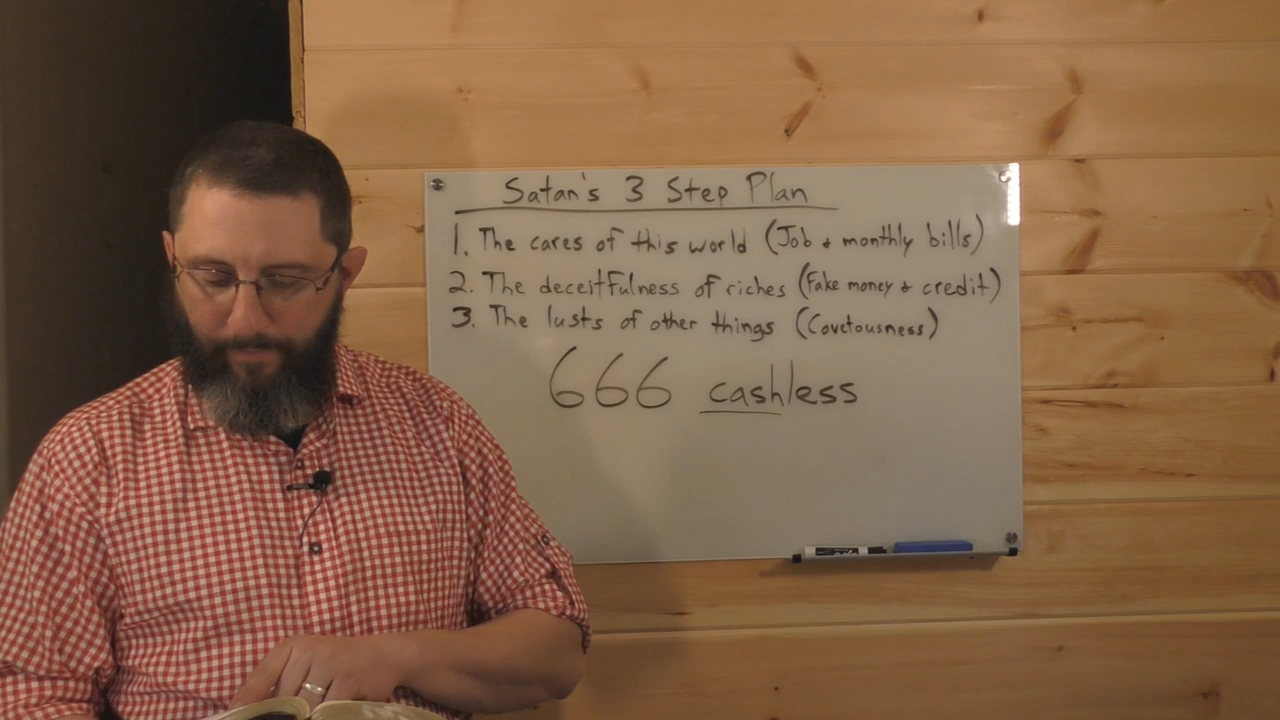 Satan's 3 Step Plan
1. The cares of this world (Job & monthly bills)
2. The deceitfulness of riches (Fake money & credit)
3. The lusts of other things (Covetousness)
666 cashless